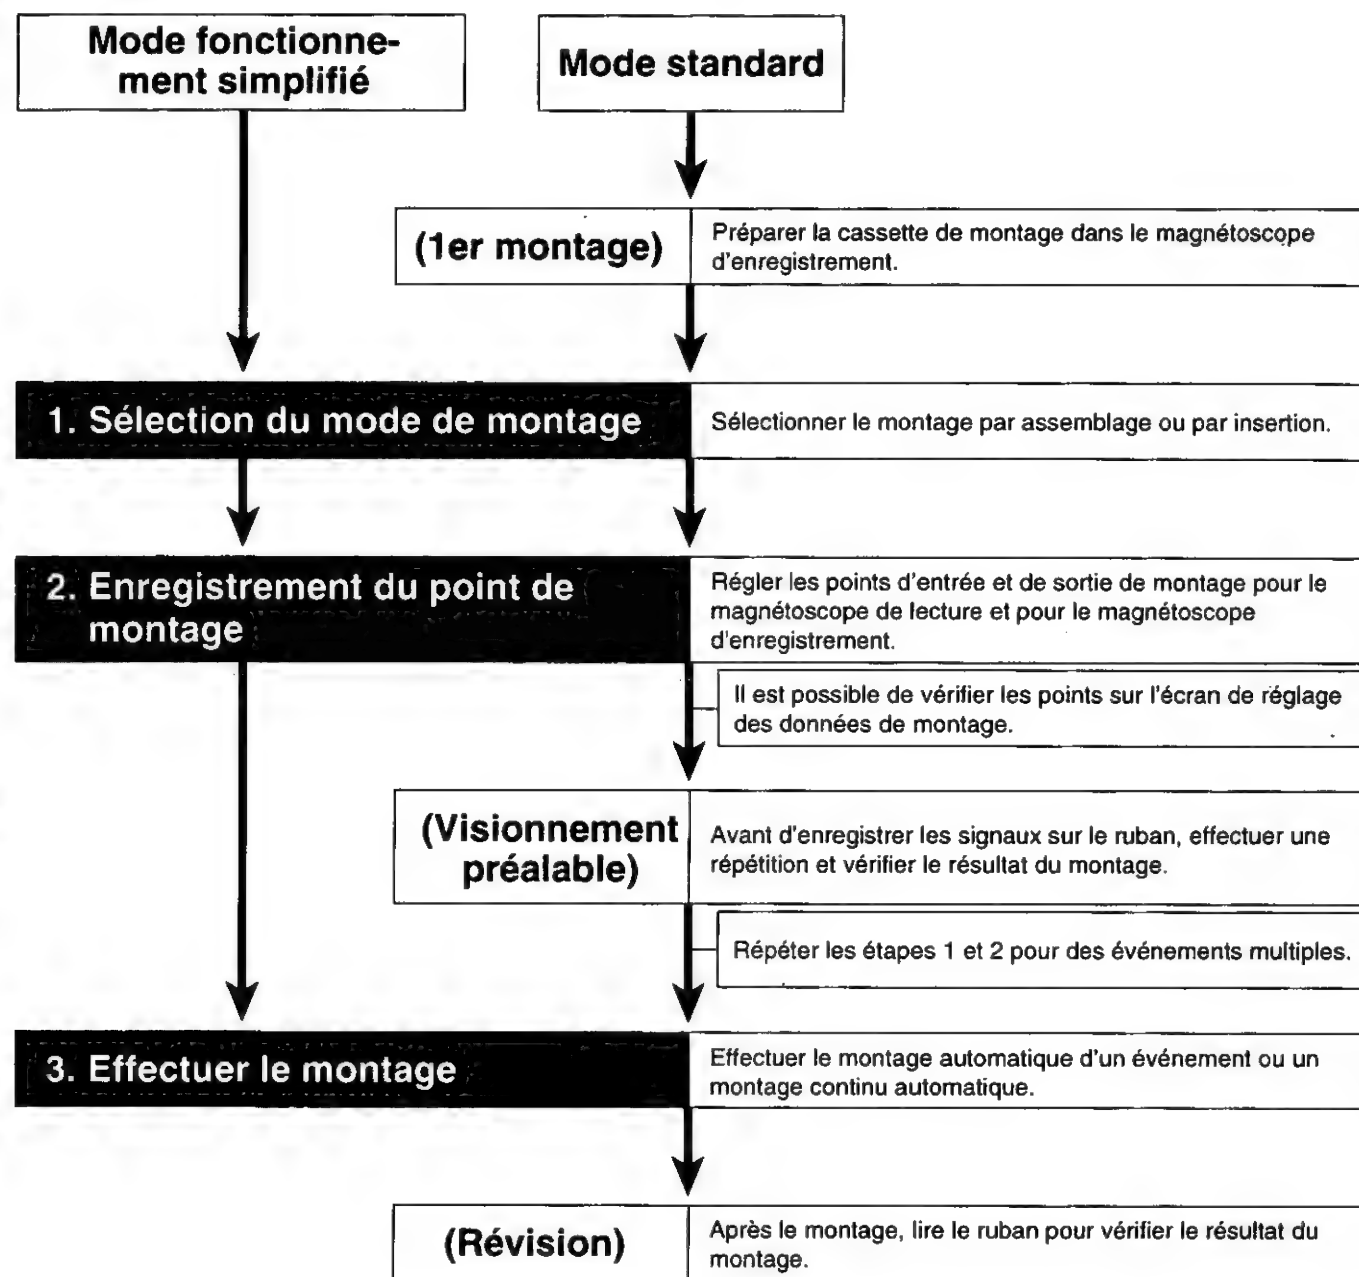 Mode fonctionne-
ment simplifié
Mode standard
(1er montage)
Préparer la cassette de montage dans le magnétoscope
d'enregistrement.
1. Sélection du mode de montage
Sélectionner le montage par assemblage ou par insertion.
2. Enregistrement du point de
montage
Régler les points d'entrée et de sortie de montage pour le
magnétoscope de lecture et pour le magnétoscope
d'enregistrement.
Il est possible de vérifier les points sur l'écran de réglage
des données de montage.
(Visionnement
préalable)
Avant d'enregistrer les signaux sur le ruban, effectuer une
répétition et vérifier le résultat du montage.
Répéter les étapes 1 et 2 pour des événements multiples.
3. Effectuer le montage
Effectuer le montage automatique d'un événement ou un
montage continu automatique.
(Révision)
Après le montage, lire le ruban pour vérifier le résultat du
montage.